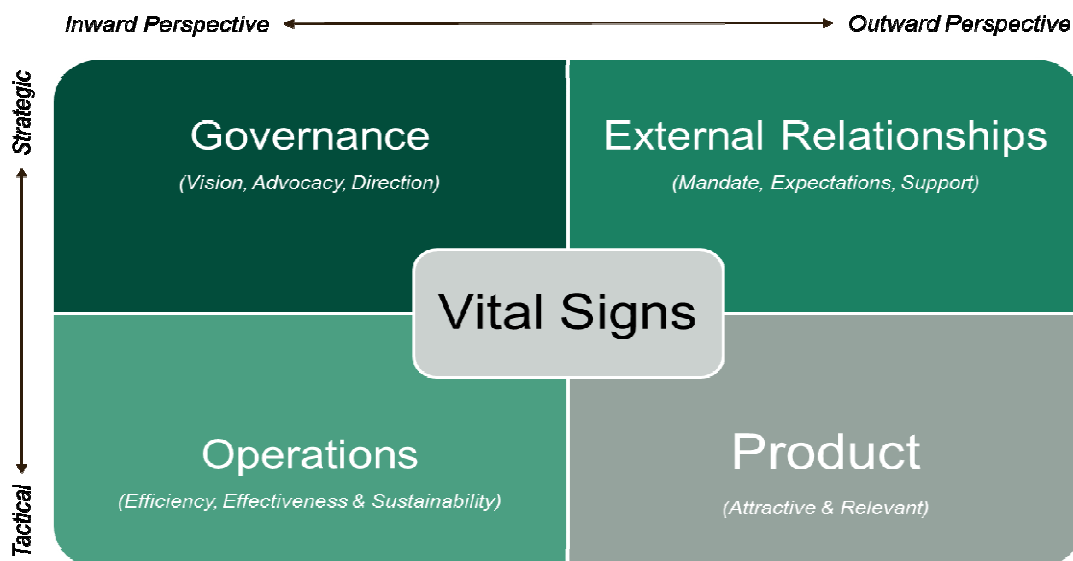 Inward Perspective
Outward Perspective
Strategic
Governance
(Vision, Advocacy, Direction)
External Relationships
(Mandate, Expectations, Support)
Vital Signs
Operations
(Efficiency, Effectiveness & Sustainability)
Product
(Attractive & Relevant)
Tactical